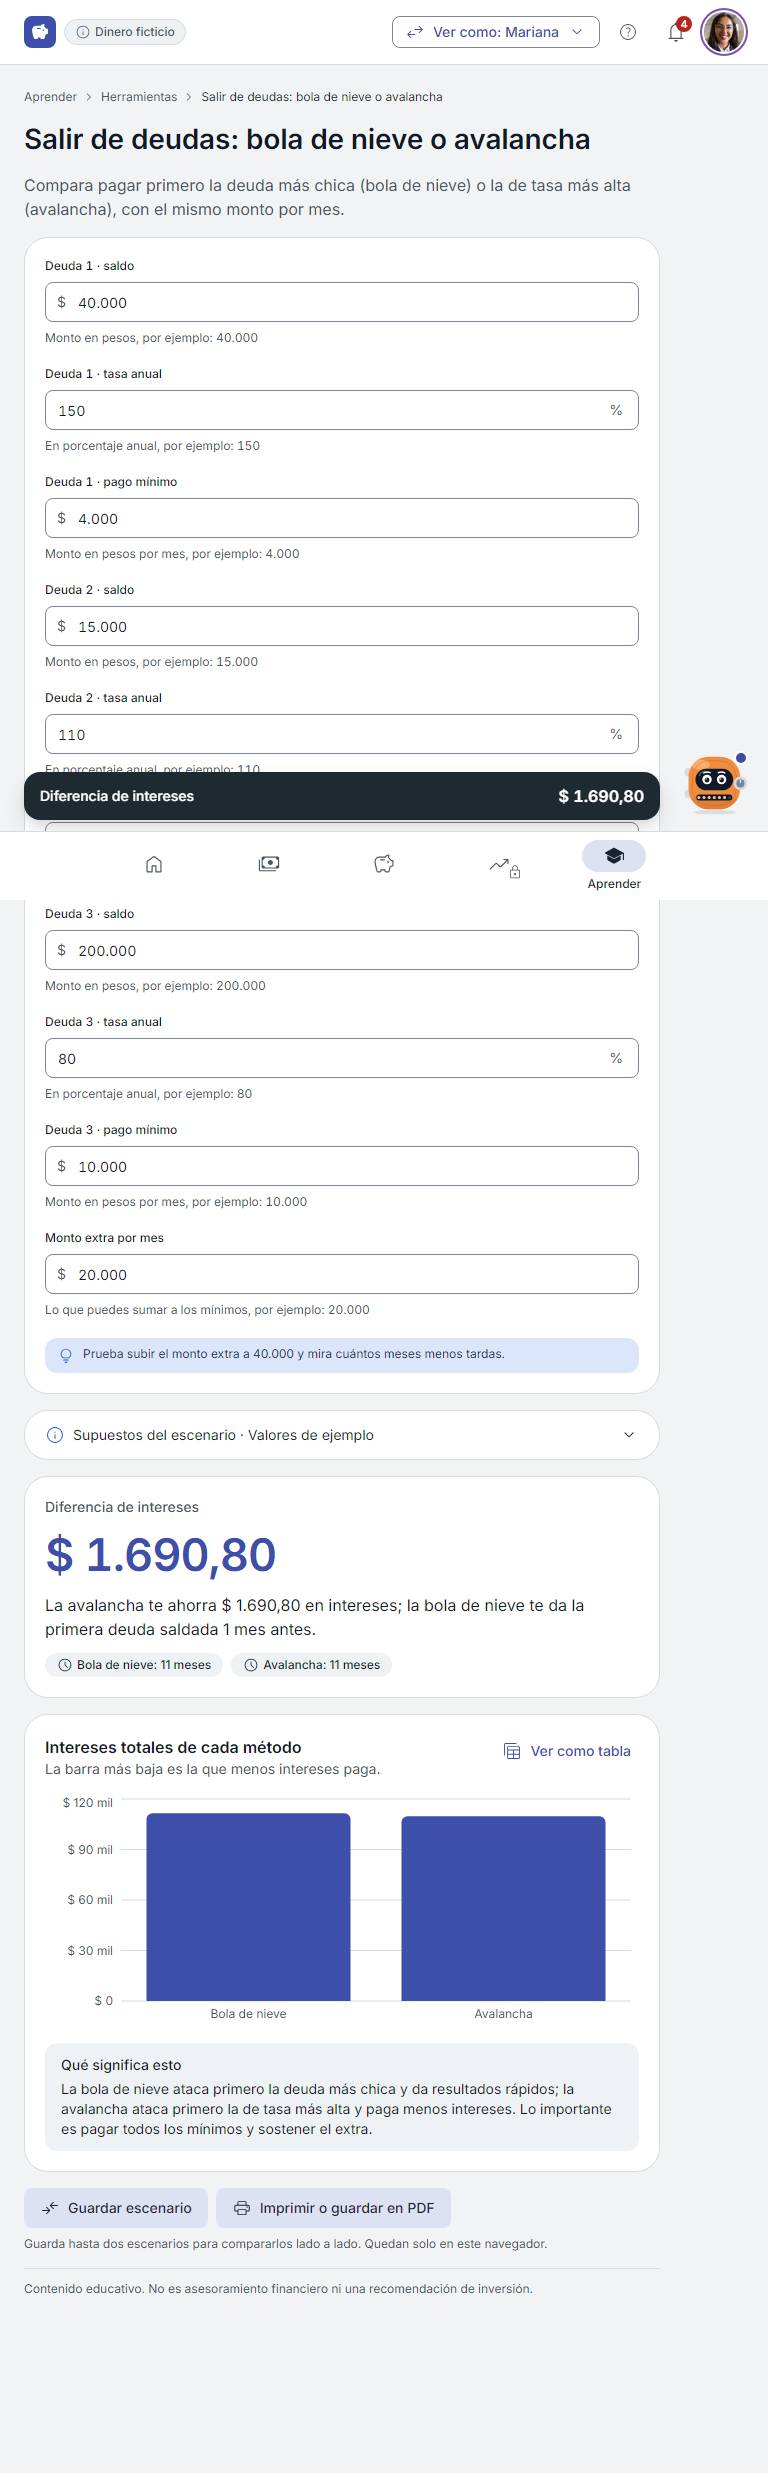 Dinero ficticio
Ver como: Mariana
4
Aprender
Herramientas
Salir de deudas: bola de nieve o avalancha
Salir de deudas: bola de nieve o avalancha
Compara pagar primero la deuda más chica (bola de nieve) o la de tasa más alta
(avalancha), con el mismo monto por mes.
Deuda 1 · saldo
$ 40.000
Monto en pesos, por ejemplo: 40.000
Deuda 1 · tasa anual
150 %
En porcentaje anual, por ejemplo: 150
Deuda 1 · pago mínimo
$ 4.000
Monto en pesos por mes, por ejemplo: 4.000
Deuda 2 · saldo
$ 15.000
Monto en pesos, por ejemplo: 15.000
Deuda 2 · tasa anual
110 %
En porcentaje anual, por ejemplo: 110
Diferencia de intereses
$ 1.690,80
Aprender
Deuda 3 · saldo
$ 200.000
Monto en pesos, por ejemplo: 200.000
Deuda 3 · tasa anual
80 %
En porcentaje anual, por ejemplo: 80
Deuda 3 · pago mínimo
$ 10.000
Monto en pesos por mes, por ejemplo: 10.000
Monto extra por mes
$ 20.000
Lo que puedes sumar a los mínimos, por ejemplo: 20.000
Prueba subir el monto extra a 40.000 y mira cuántos meses menos tardas.
Supuestos del escenario · Valores de ejemplo
Diferencia de intereses
$ 1.690,80
La avalancha te ahorra $ 1.690,80 en intereses; la bola de nieve te da la
primera deuda saldada 1 mes antes.
Bola de nieve: 11 meses
Avalancha: 11 meses
Intereses totales de cada método
Ver como tabla
La barra más baja es la que menos intereses paga.
$ 120 mil
$ 90 mil
$ 60 mil
$ 30 mil
$ 0
Bola de nieve
Avalancha
Qué significa esto
La bola de nieve ataca primero la deuda más chica y da resultados rápidos; la
avalancha ataca primero la de tasa más alta y paga menos intereses. Lo importante
es pagar todos los mínimos y sostener el extra.
Guardar escenario
Imprimir o guardar en PDF
Guarda hasta dos escenarios para compararlos lado a lado. Quedan solo en este navegador.
Contenido educativo. No es asesoramiento financiero ni una recomendación de inversión.